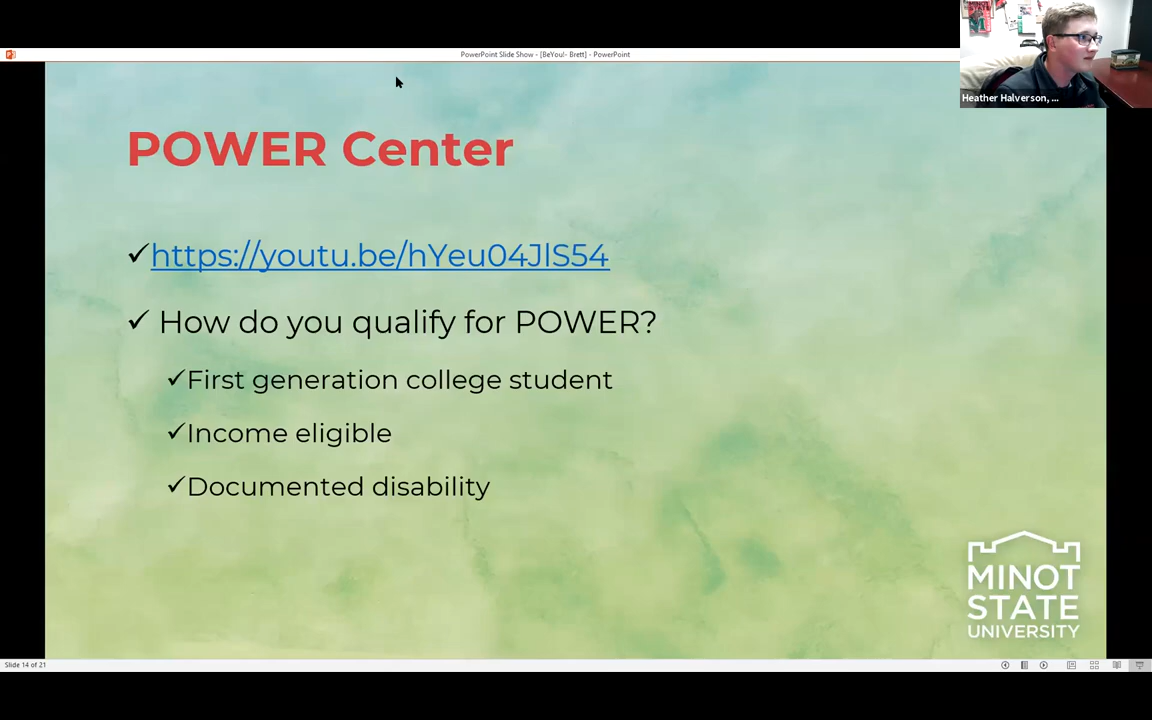 PowerPoint Slide Show - [BeYou!- Brett] - PowerPoint
Heather Halverson, ...
POWER Center
✓https://youtu.be/hYeu04JlS54
✓ How do you qualify for POWER?
✓First generation college student
✓Income eligible
✓Documented disability
MINOT
STATE
UNIVERSITY
Slide 14 of 21